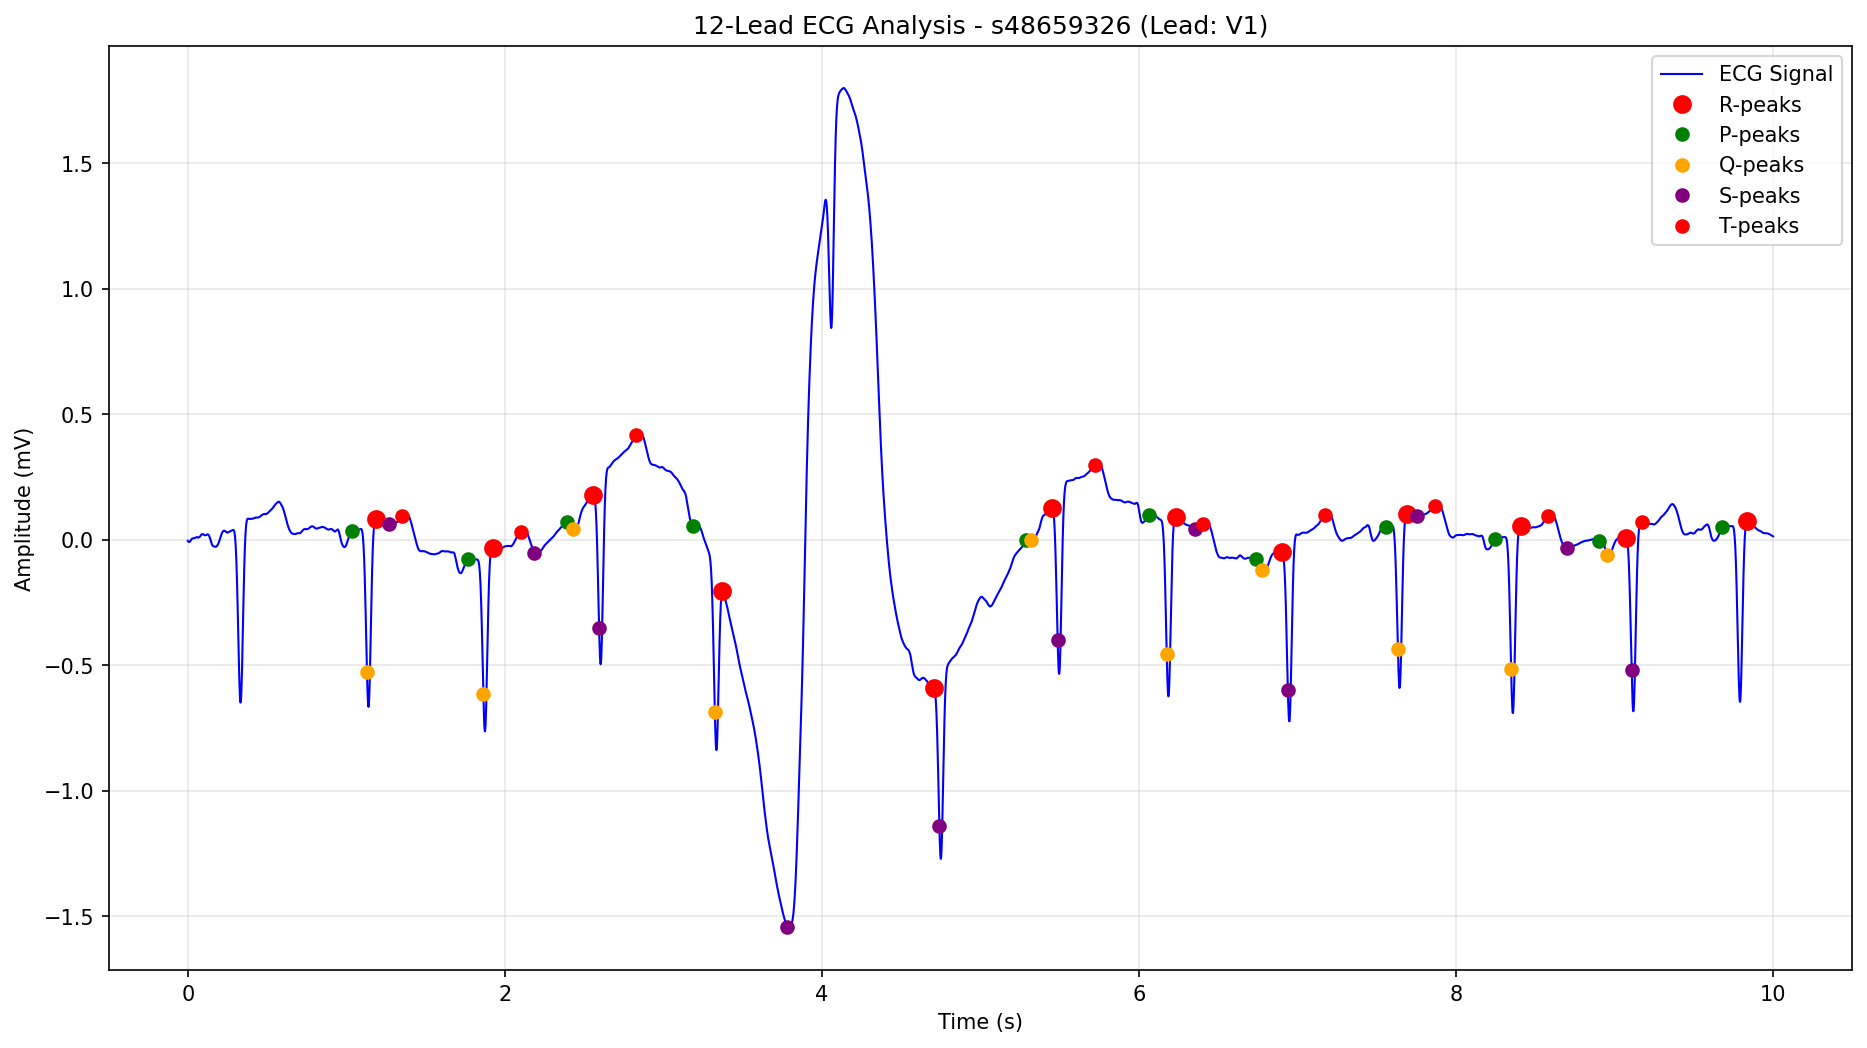 12-Lead ECG Analysis - s48659326 (Lead: V1)
ECG Signal
R-peaks
P-peaks
Q-peaks
S-peaks
T-peaks
Amplitude (mV)
1.5
1.0
0.5
0.0
−0.5
−1.0
−1.5
0 2 4 6 8 10
Time (s)